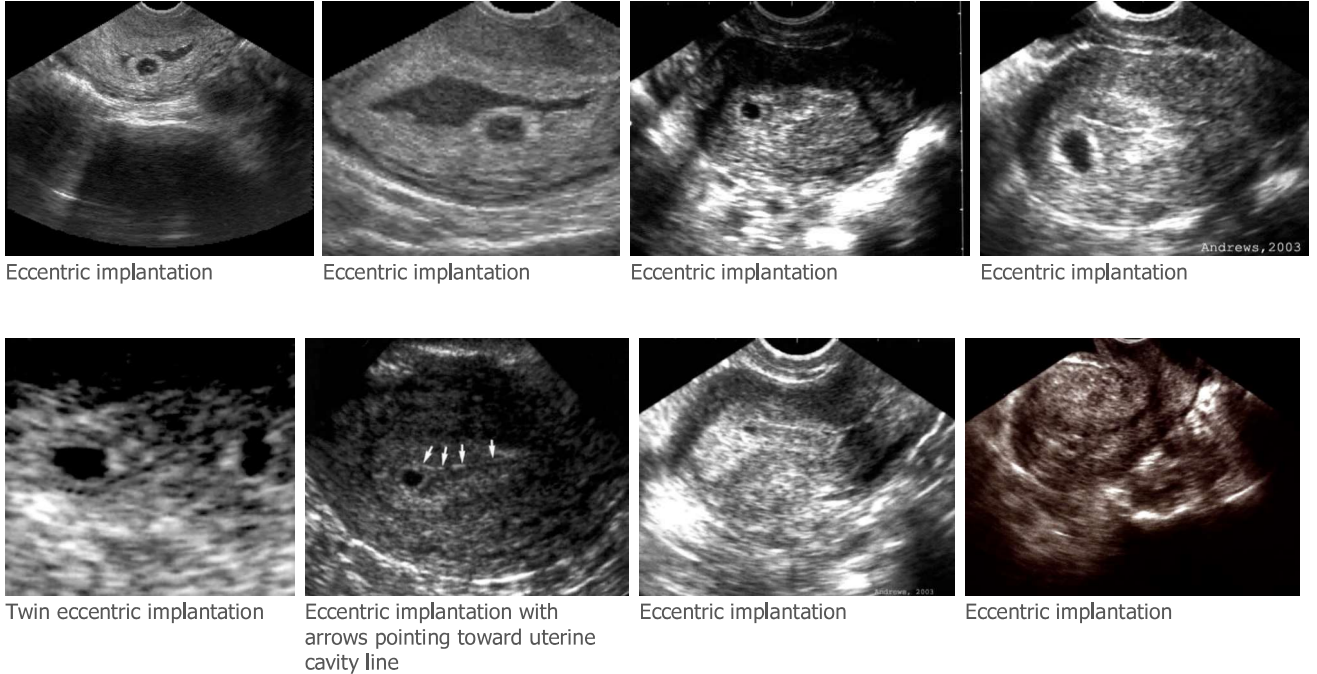 Andrews,2003
Eccentric implantation
Eccentric implantation
Eccentric implantation
Eccentric implantation
Andrews, 2003
Twin eccentric implantation
Eccentric implantation with
arrows pointing toward uterine
cavity line
Eccentric implantation
Eccentric implantation